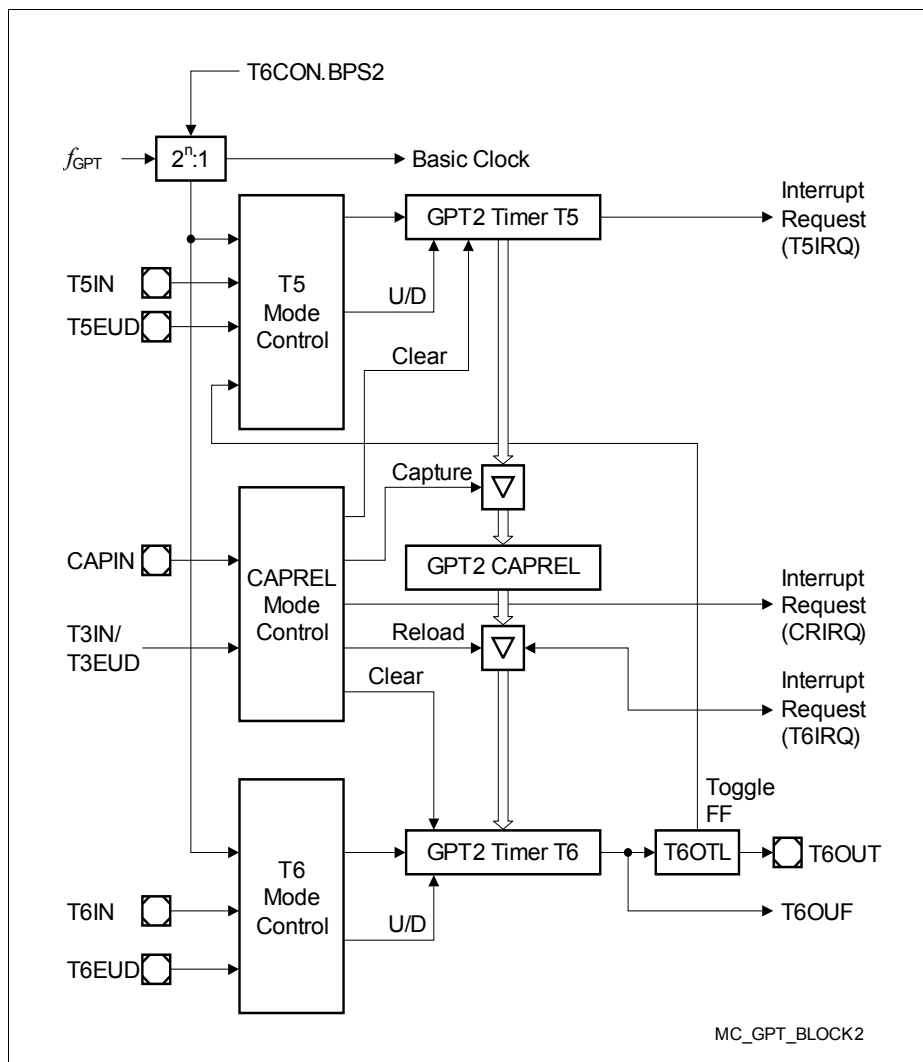 T6CON.BPS2
fGPT
2n:1
Basic Clock
Interrupt
Request
(T5IRQ)
GPT2 Timer T5
T5IN
T5
Mode
Control
U/D
T5EUD
Clear
Capture
CAPIN
CAPREL
Mode
Control
GPT2 CAPREL
Interrupt
Request
(CRIRQ)
T3IN/
T3EUD
Reload
Clear
Interrupt
Request
(T6IRQ)
Toggle
FF
T6
Mode
Control
GPT2 Timer T6
T6OTL
T6OUT
T6IN
U/D
T6OUF
T6EUD
MC_GPT_BLOCK2